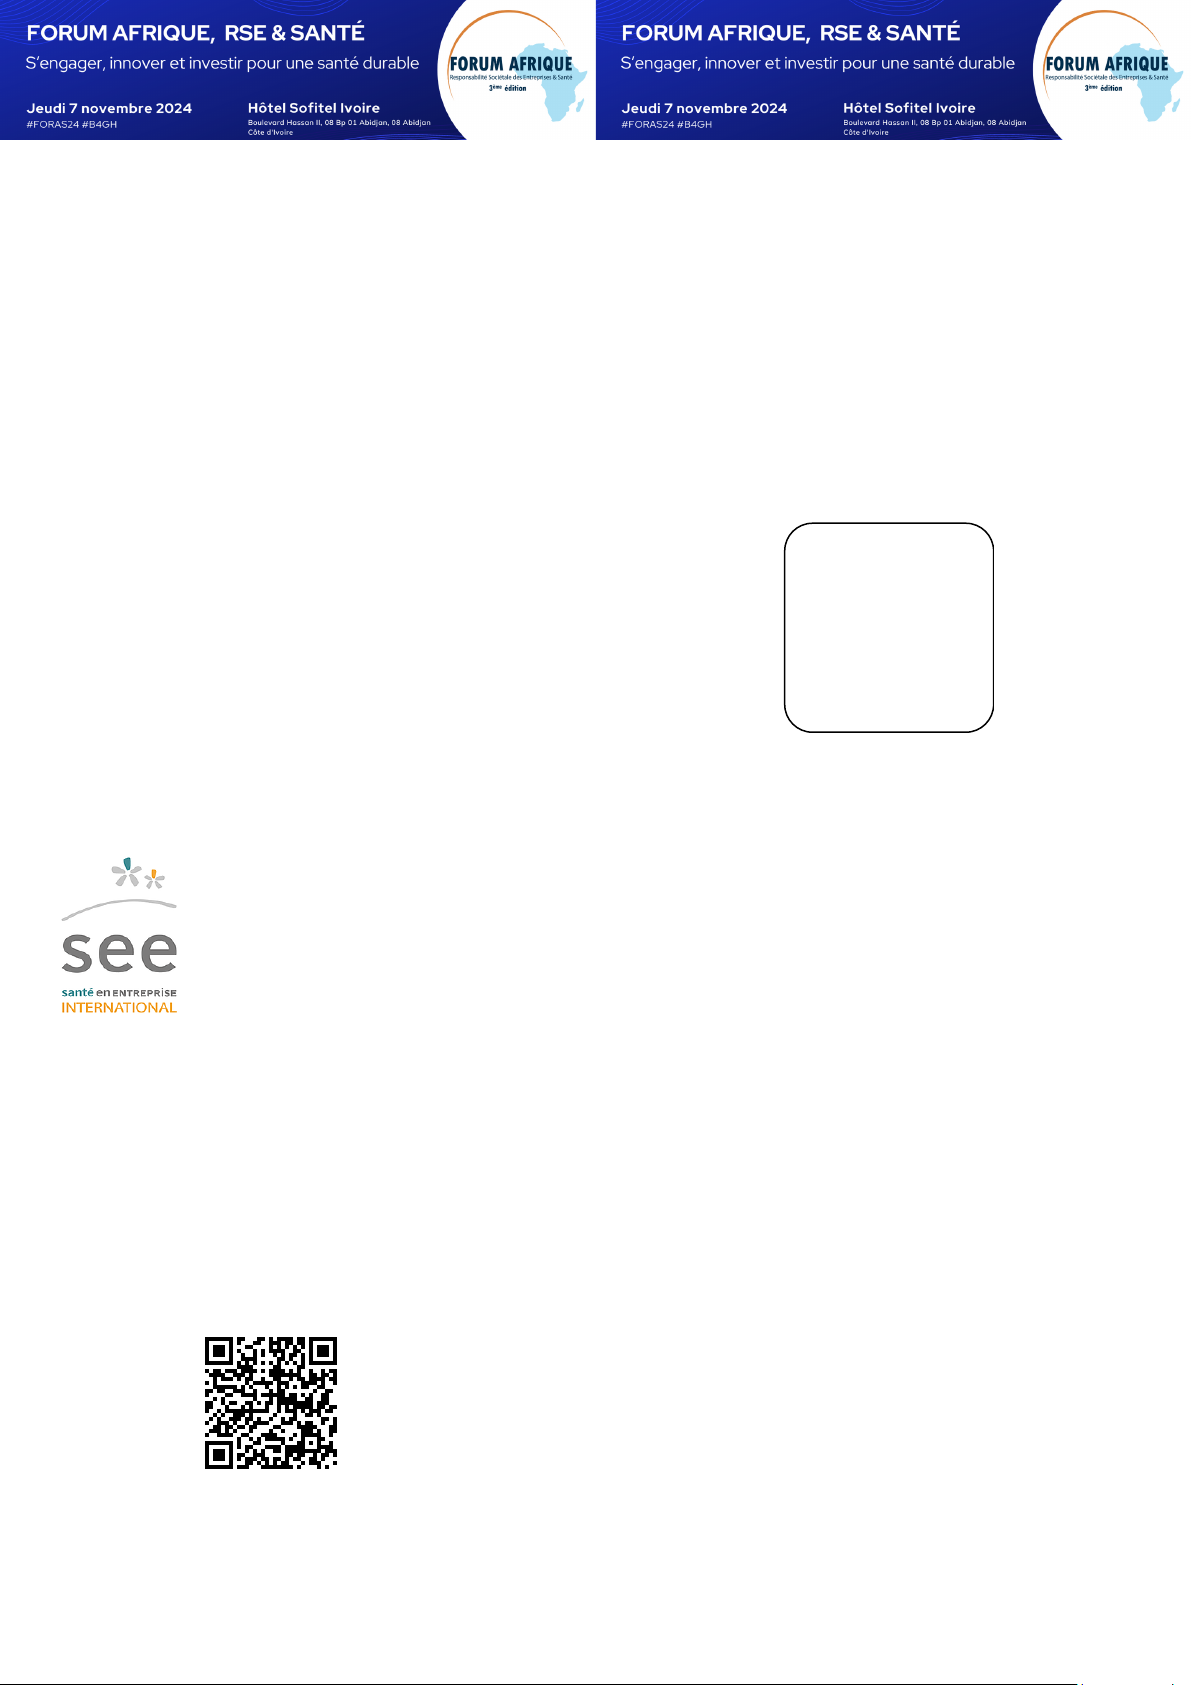 FORUM AFRIQUE, RSE & SANTÉ
S'engager, innover et investir pour une santé durable
Jeudi 7 novembre 2024
#FORAS24 #B4GH
Hôtel Sofitel Ivoire
Boulevard Hassan II, 08 Bp 01 Abidjan, 08 Abidjan
Côte d'Ivoire
FORUM AFRIQUE
Responsabilité Sociétale des Entreprises & Santé
3ème édition
FORUM AFRIQUE, RSE & SANTÉ
S'engager, innover et investir pour une santé durable
Jeudi 7 novembre 2024
#FORAS24 #B4GH
Hôtel Sofitel Ivoire
Boulevard Hassan II, 08 Bp 01 Abidjan, 08 Abidjan
Côte d'Ivoire
FORUM AFRIQUE
Responsabilité Sociétale des Entreprises & Santé
3ème édition
see
santé en ENTREPRISE
INTERNATIONAL